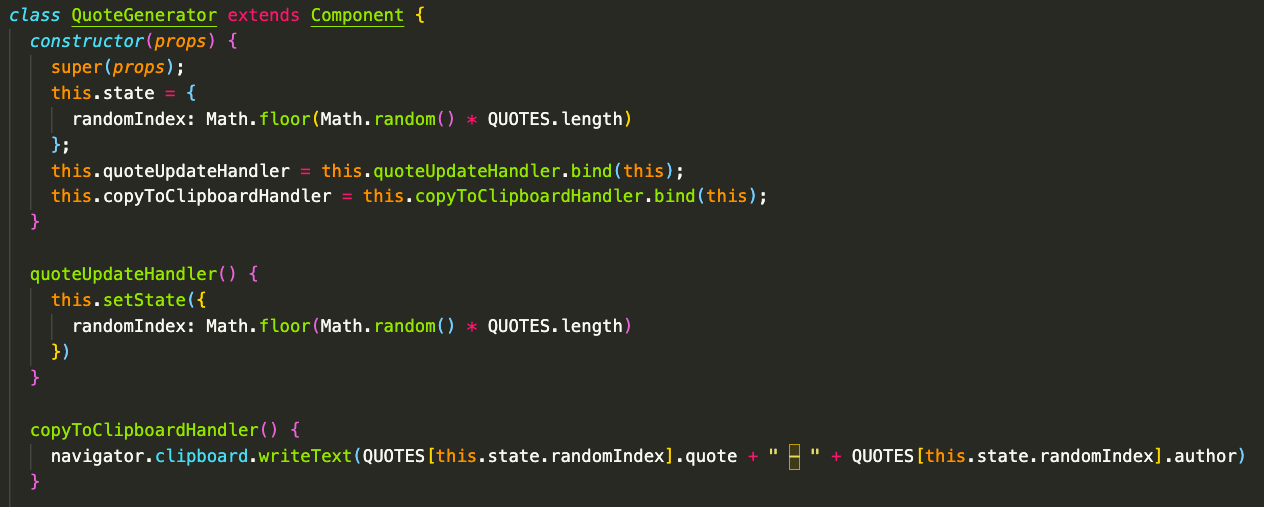 class QuoteGenerator extends Component {
constructor(props) {
super(props);
this.state = {
randomIndex: Math.floor(Math.random() * QUOTES.length)
};
this.quoteUpdateHandler = this.quoteUpdateHandler.bind(this);
this.copyToClipboardHandler = this.copyToClipboardHandler.bind(this);
}
quoteUpdateHandler() {
this.setState({
randomIndex: Math.floor(Math.random() * QUOTES.length)
})
}
copyToClipboardHandler() {
navigator.clipboard.writeText(QUOTES[this.state.randomIndex].quote + " – " + QUOTES[this.state.randomIndex].author)
}